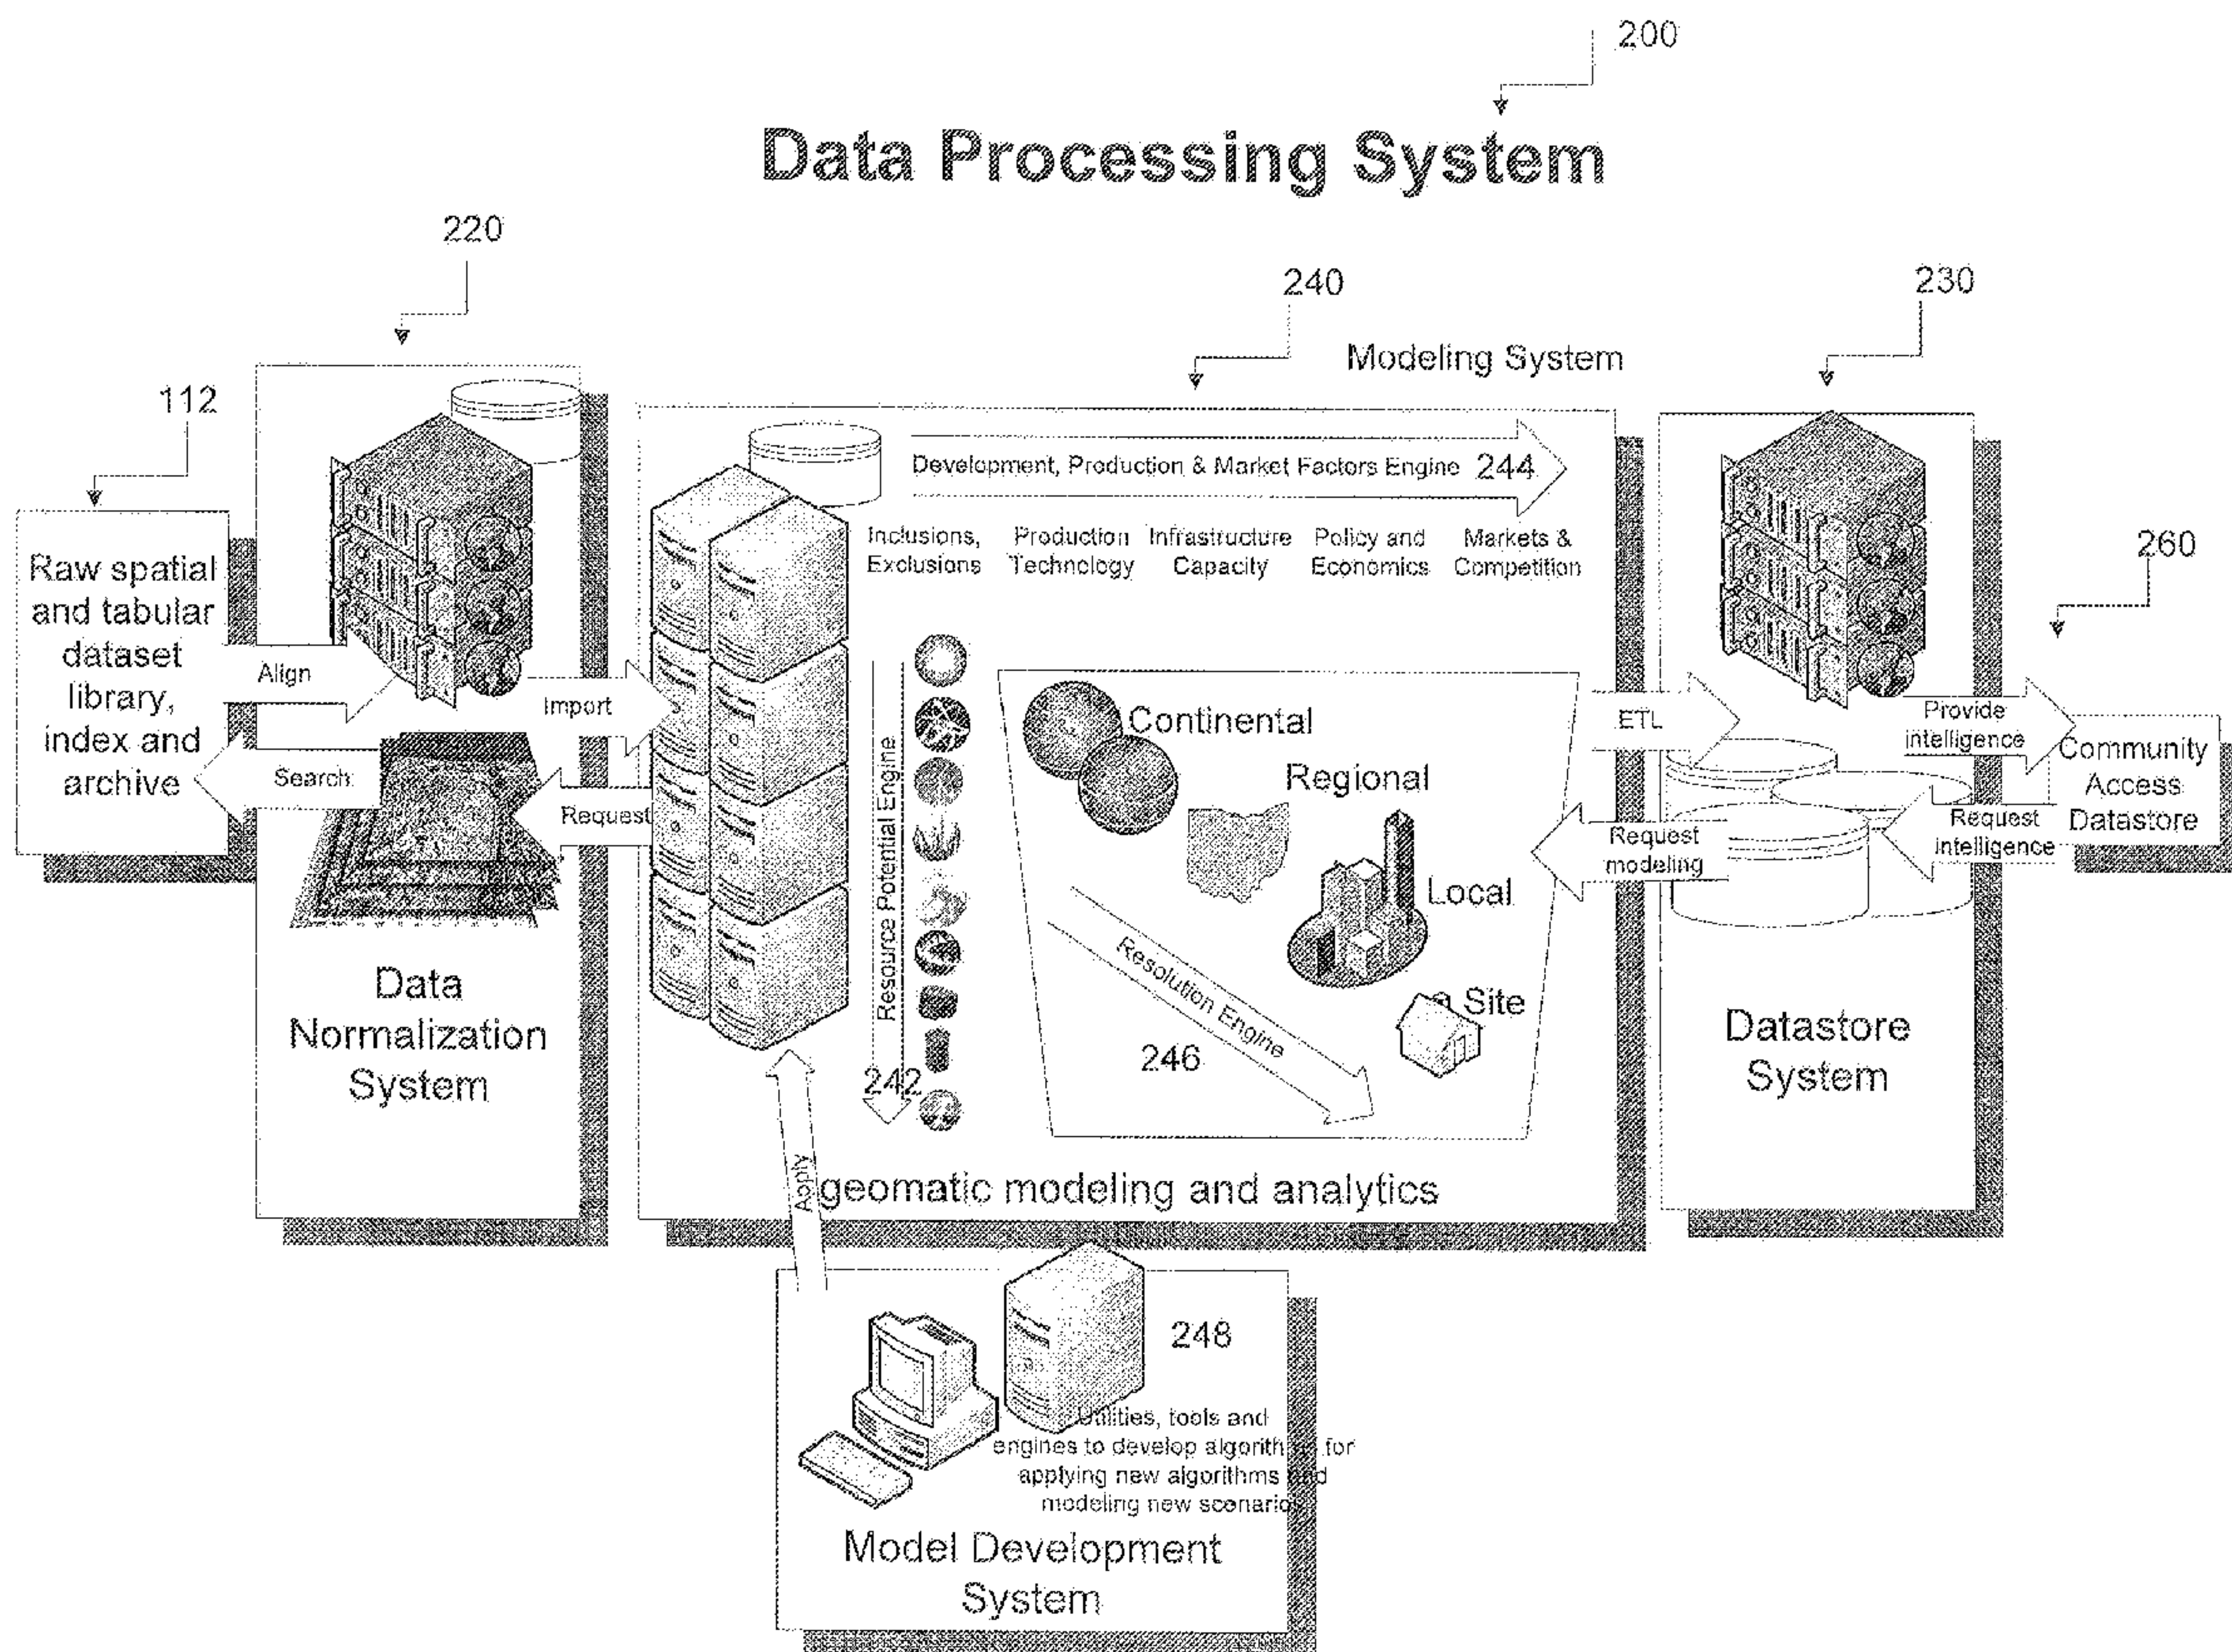 200
Data Processing System
220
240
230
Modeling System
112
260
Raw spatial
and tabular
dataset
library,
index and
archive
Align
Search
Import
Request
Data
Normalization
System
Development, Production & Market Factors Engine 244
Inclusions,
Exclusions
Production
Technology
Infrastructure
Capacity
Policy and
Economics
Markets &
Competition
Resource Potential Engine
242
Continental
Regional
Local
Site
Resolution Engine
246
geomatic modeling and analytics
Apply
ETL
Request
modeling
Provide
intelligence
Request
intelligence
Datastore
System
Community
Access
Datastore
248
Utilities, tools and
engines to develop algorithms for
applying new algorithms and
modeling new scenarios
Model Development
System